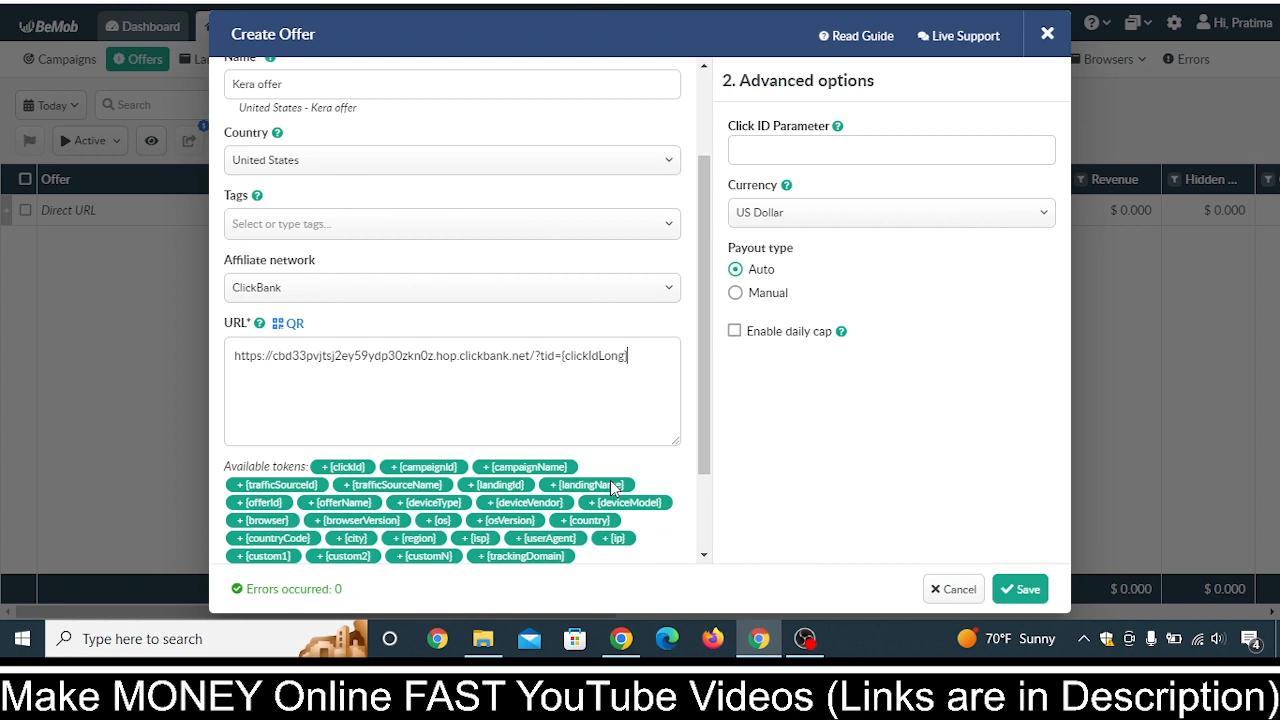 BeMob
Dashboard
Create Offer
Read Guide
Live Support
Hi, Pratima
Campaigns
Offers
Browsers
Errors
Today
Search
Active
Offer
Direct URL
Name
Kera offer
United States - Kera offer
Country
United States
Tags
Select or type tags...
Affiliate network
ClickBank
URL* QR
https://cbd33pvjtsj2ey59ydp30zkn0z.hop.clickbank.net/?tid={clickIdLong}
Available tokens: + {clickId} + {campaignId} + {campaignName}
+ {trafficSourceId} + {trafficSourceName} + {landingId} + {landingName}
+ {offerId} + {offerName} + {deviceType} + {deviceVendor} + {deviceModel}
+ {browser} + {browserVersion} + {os} + {osVersion} + {country}
+ {countryCode} + {city} + {region} + {isp} + {userAgent} + {ip}
+ {custom1} + {custom2} + {customN} + {trackingDomain}
2. Advanced options
Click ID Parameter
Currency
US Dollar
Payout type
Auto
Manual
Enable daily cap
Revenue
Hidden ...
$ 0.000
$ 0.000
Errors occurred: 0
Cancel
Save
$ 0.000
$ 0.000
Type here to search
70°F Sunny
4
Make MONEY Online FAST YouTube Videos (Links are in Description)